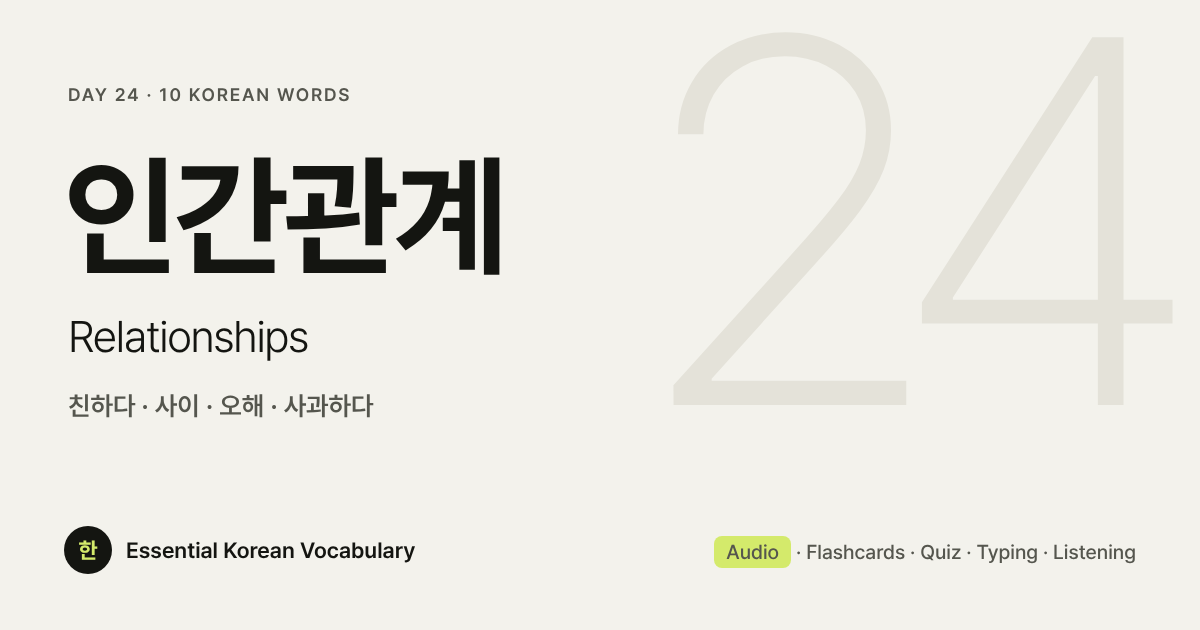 DAY 24 · 10 KOREAN WORDS
24
인간관계
Relationships
친하다 · 사이 · 오해 · 사과하다
한 Essential Korean Vocabulary
Audio · Flashcards · Quiz · Typing · Listening